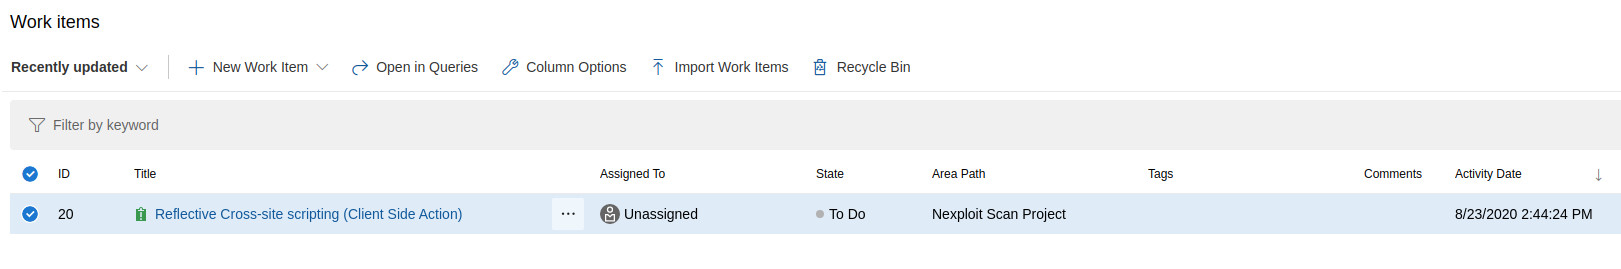 Work items
Recently updated New Work Item Open in Queries Column Options Import Work Items Recycle Bin
Filter by keyword
ID Title Assigned To State Area Path Tags Comments Activity Date
20 Reflective Cross-site scripting (Client Side Action) Unassigned To Do Nexploit Scan Project 8/23/2020 2:44:24 PM